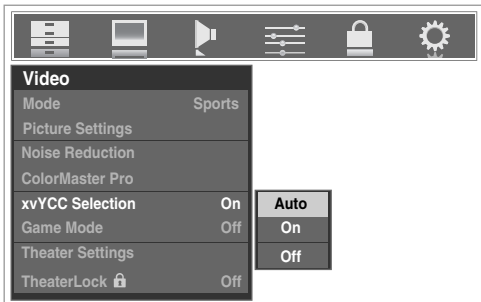 Video
Mode Sports
Picture Settings
Noise Reduction
ColorMaster Pro
xvYCC Selection On
Game Mode Off
Theater Settings
TheaterLock Off
Auto
On
Off